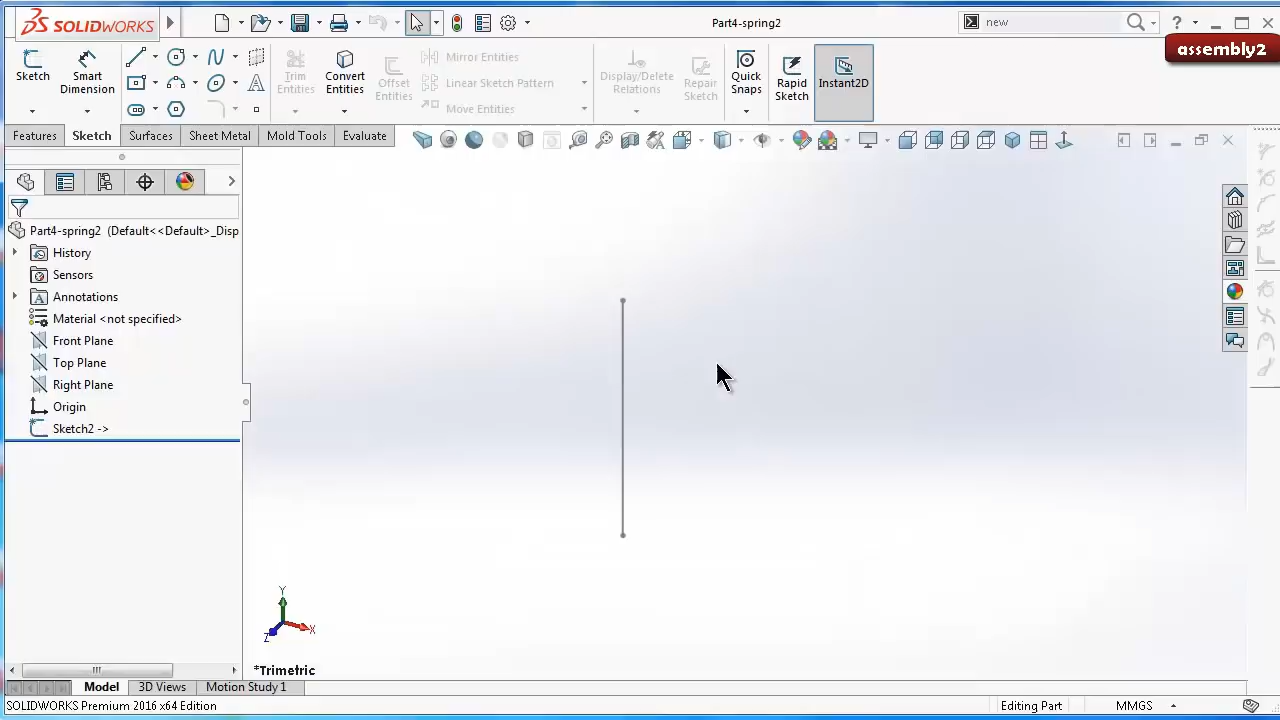 SOLIDWORKS
Part4-spring2
new
assembly2
Sketch
Smart Dimension
Trim Entities
Convert Entities
Offset Entities
Mirror Entities
Linear Sketch Pattern
Move Entities
Display/Delete Relations
Repair Sketch
Quick Snaps
Rapid Sketch
Instant2D
Features Sketch Surfaces Sheet Metal Mold Tools Evaluate
Part4-spring2 (Default<<Default>_Disp
History
Sensors
Annotations
Material <not specified>
Front Plane
Top Plane
Right Plane
Origin
Sketch2 ->
Y
X
Z
*Trimetric
Model 3D Views Motion Study 1
SOLIDWORKS Premium 2016 x64 Edition Editing Part MMGS